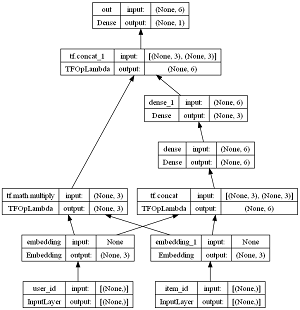 out input: (None, 6)
Dense output: (None, 1)
tf.concat_1 input: [(None, 3), (None, 3)]
TFOpLambda output: (None, 6)
dense_1 input: (None, 6)
Dense output: (None, 3)
dense input: (None, 6)
Dense output: (None, 6)
tf.math.multiply input: (None, 3)
TFOpLambda output: (None, 3)
tf.concat input: [(None, 3), (None, 3)]
TFOpLambda output: (None, 6)
embedding input: None
Embedding output: (None, 3)
embedding_1 input: None
Embedding output: (None, 3)
user_id input: [(None,)]
InputLayer output: [(None,)]
item_id input: [(None,)]
InputLayer output: [(None,)]